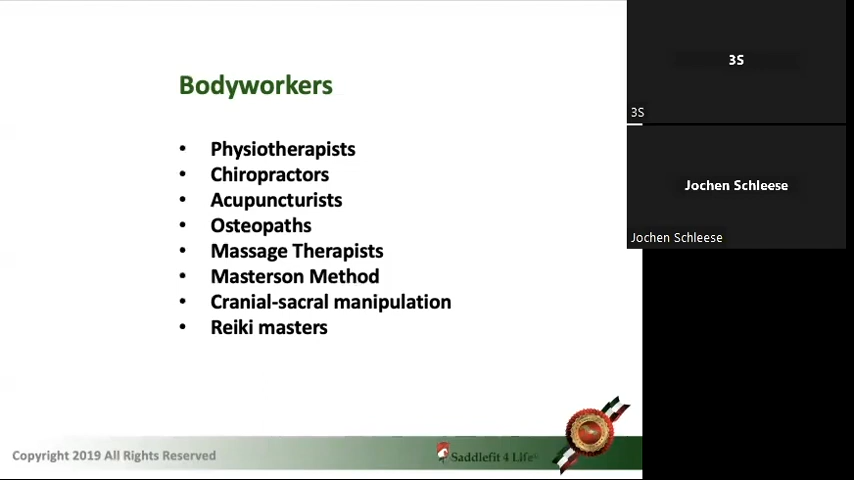 Bodyworkers
• Physiotherapists
• Chiropractors
• Acupuncturists
• Osteopaths
• Massage Therapists
• Masterson Method
• Cranial-sacral manipulation
• Reiki masters
Copyright 2019 All Rights Reserved
Saddlefit 4 Life
3S
3S
Jochen Schleese
Jochen Schleese